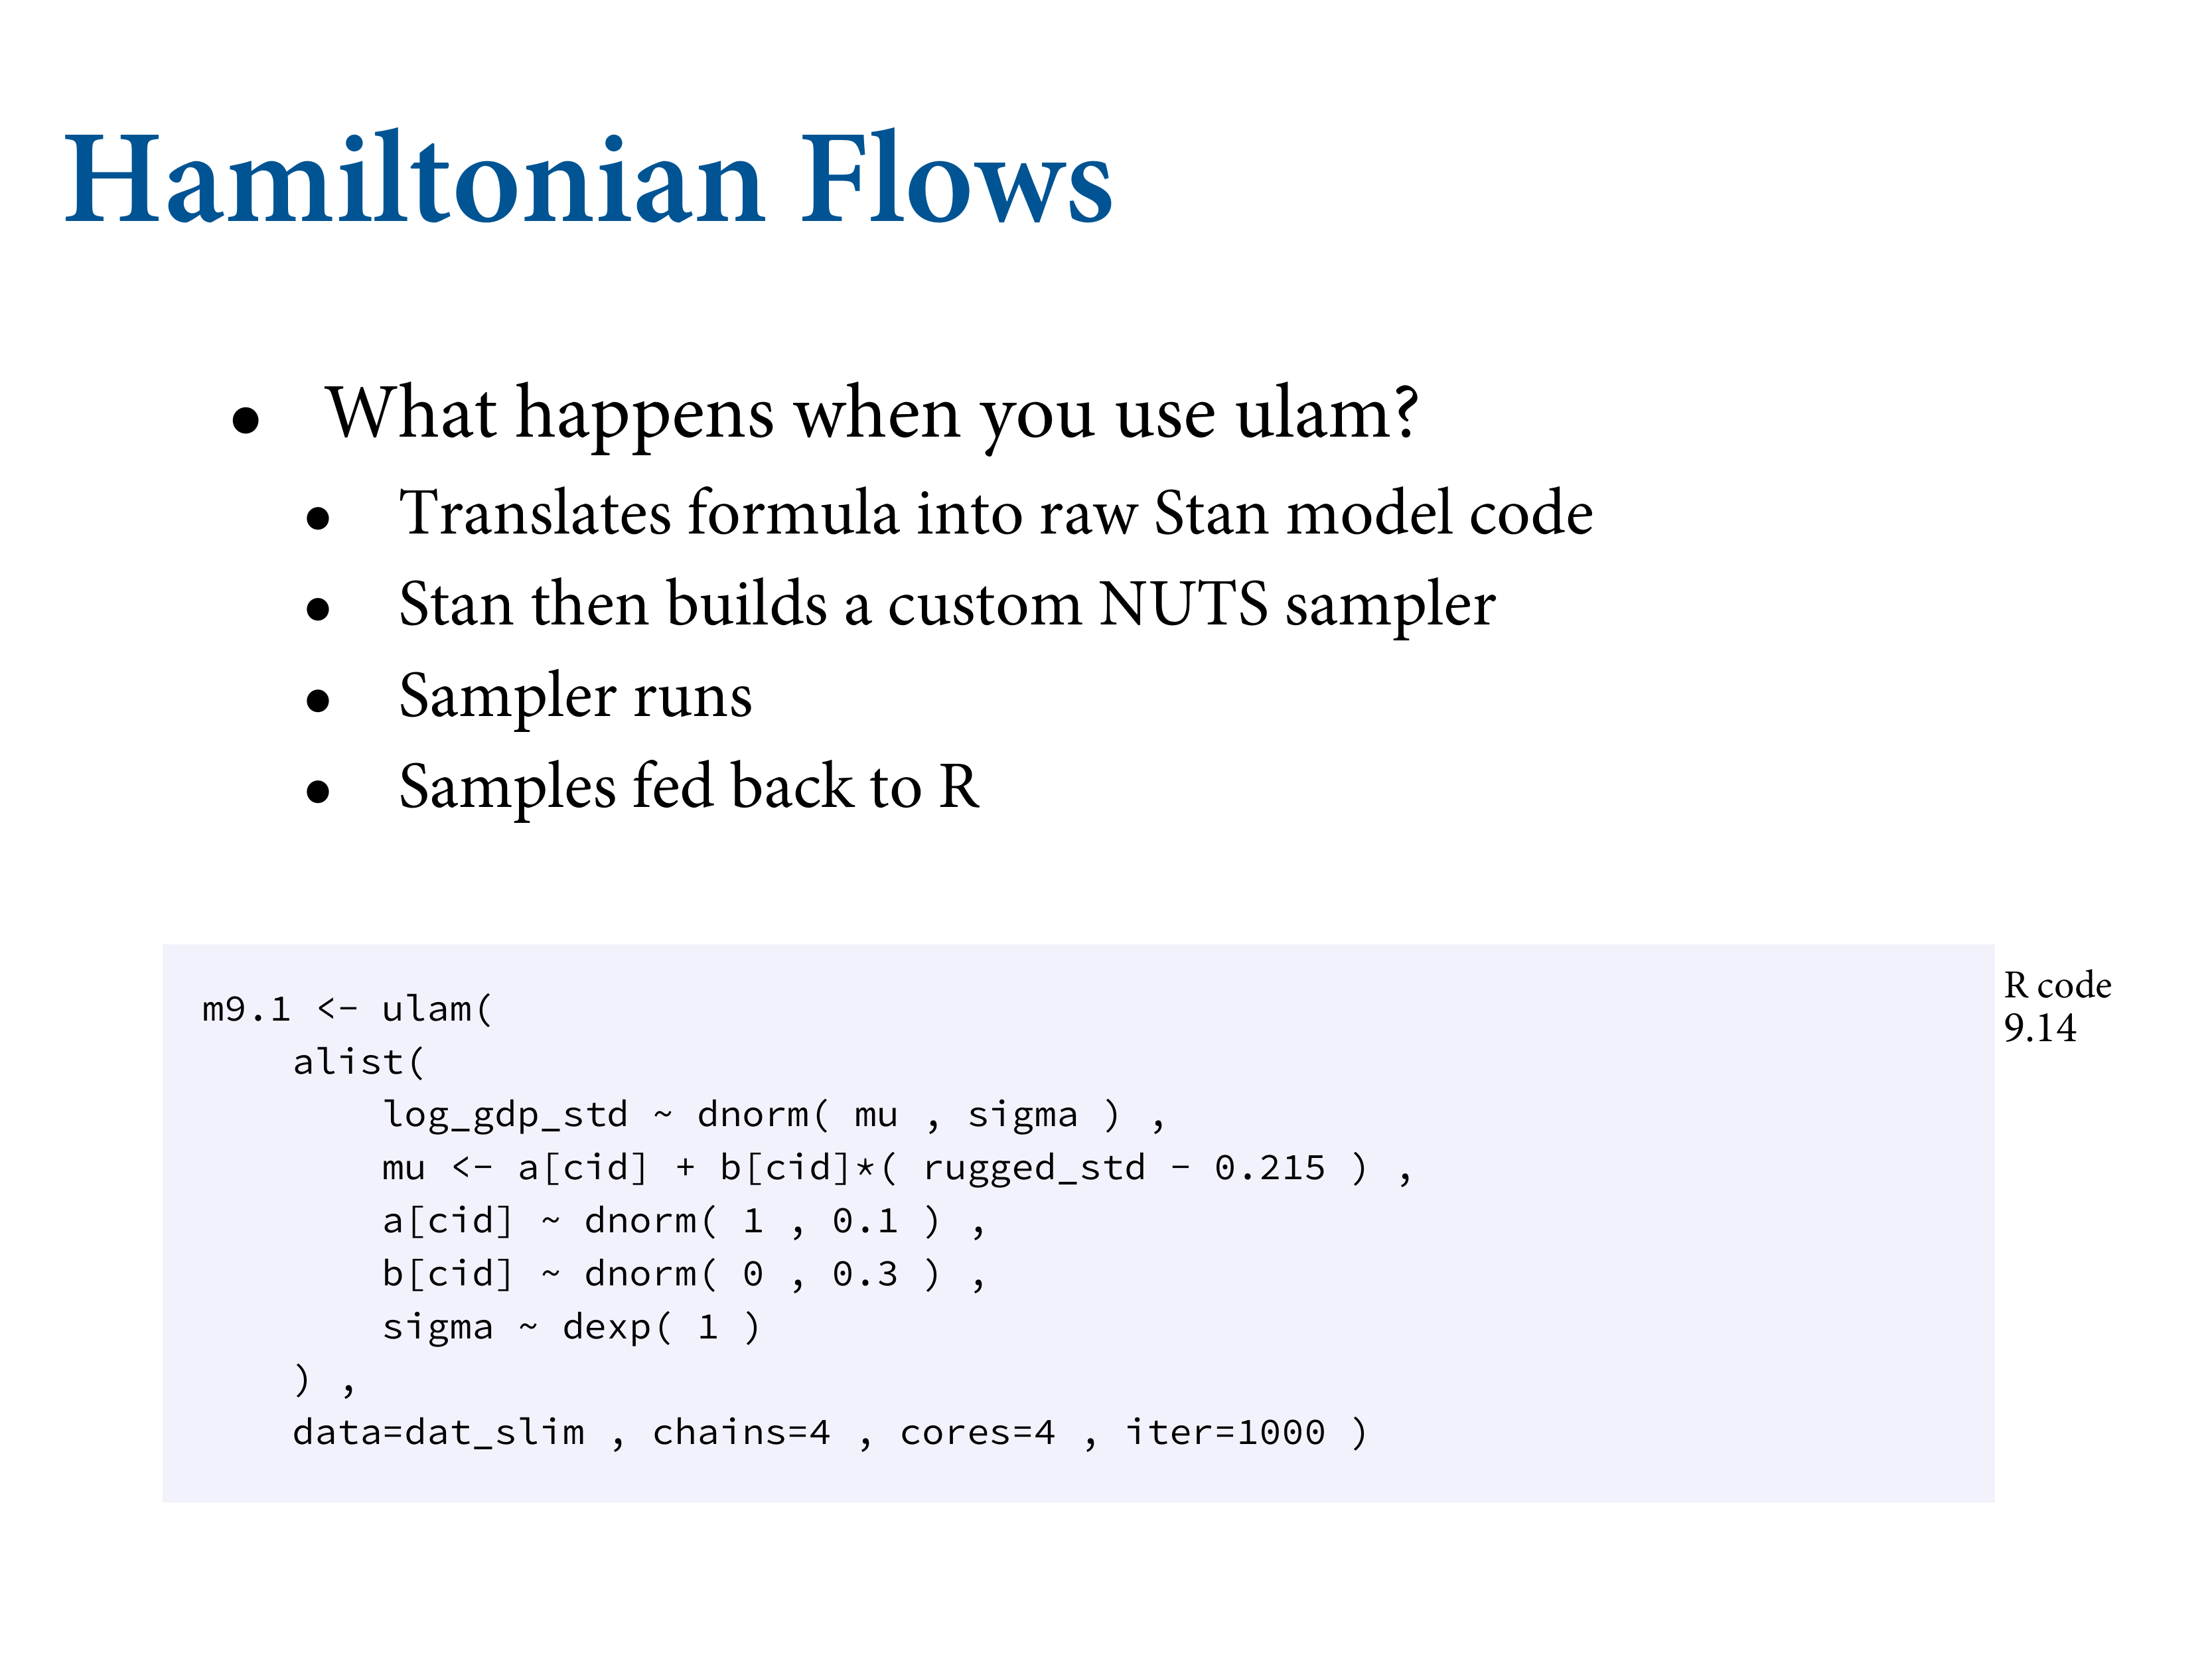 Hamiltonian Flows
• What happens when you use ulam?
• Translates formula into raw Stan model code
• Stan then builds a custom NUTS sampler
• Sampler runs
• Samples fed back to R
R code
9.14
m9.1 <- ulam(
    alist(
        log_gdp_std ~ dnorm( mu , sigma ) ,
        mu <- a[cid] + b[cid]*( rugged_std - 0.215 ) ,
        a[cid] ~ dnorm( 1 , 0.1 ) ,
        b[cid] ~ dnorm( 0 , 0.3 ) ,
        sigma ~ dexp( 1 )
    ) ,
    data=dat_slim , chains=4 , cores=4 , iter=1000 )